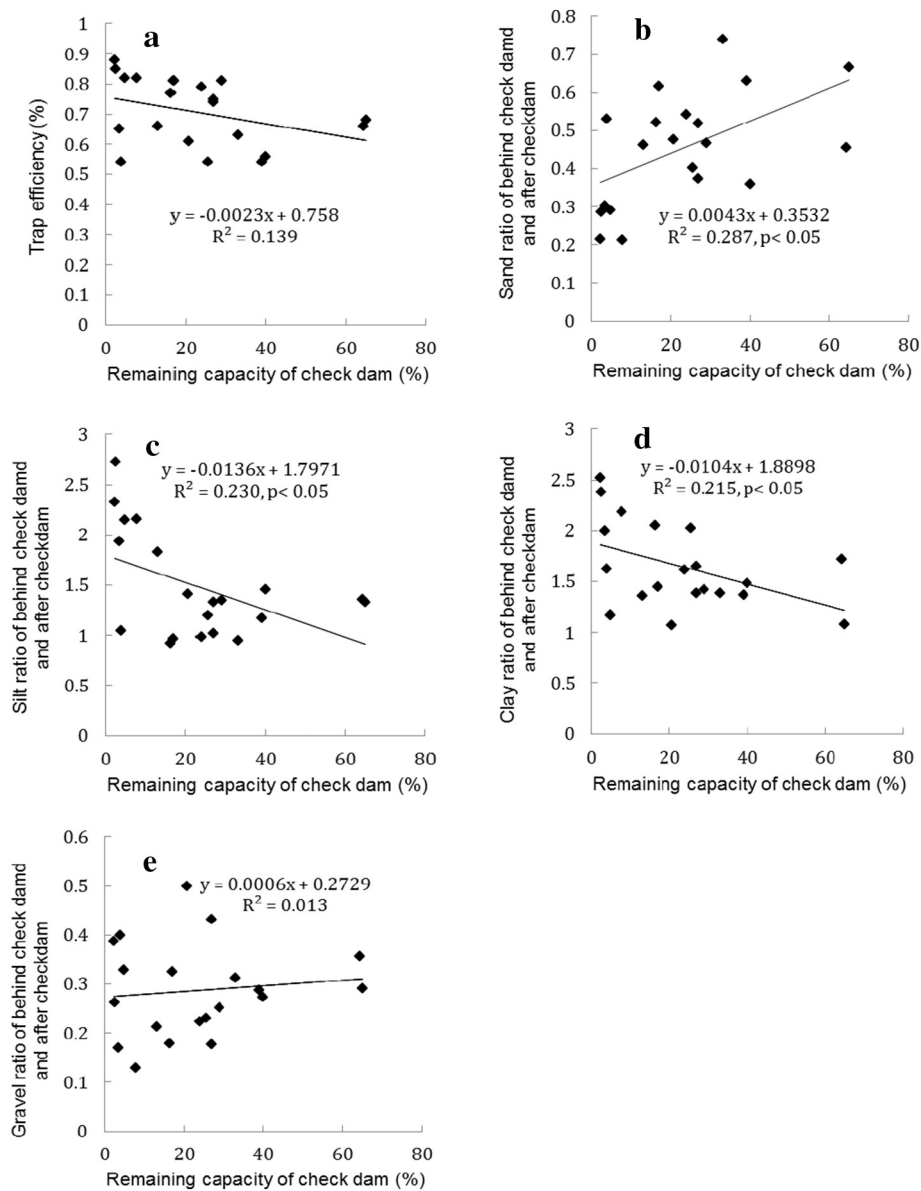 a
1
0.9
0.8
0.7
0.6
0.5
0.4
0.3
0.2
0.1
0
Trap efficiency (%)
y = -0.0023x + 0.758
R² = 0.139
0 20 40 60 80
Remaining capacity of check dam (%)
b
0.8
0.7
0.6
0.5
0.4
0.3
0.2
0.1
0
Sand ratio of behind check damd
and after checkdam
y = 0.0043x + 0.3532
R² = 0.287, p< 0.05
0 20 40 60 80
Remaining capacity of check dam (%)
c
3
2.5
2
1.5
1
0.5
0
Silt ratio of behind check damd
and after checkdam
y = -0.0136x + 1.7971
R² = 0.230, p< 0.05
0 20 40 60 80
Remaining capacity of check dam (%)
d
3
2.5
2
1.5
1
0.5
0
Clay ratio of behind check damd
and after checkdam
y = -0.0104x + 1.8898
R² = 0.215, p< 0.05
0 20 40 60 80
Remaining capacity of check dam (%)
e
0.6
0.5
0.4
0.3
0.2
0.1
0
Gravel ratio of behind check damd
and after checkdam
y = 0.0006x + 0.2729
R² = 0.013
0 20 40 60 80
Remaining capacity of check dam (%)